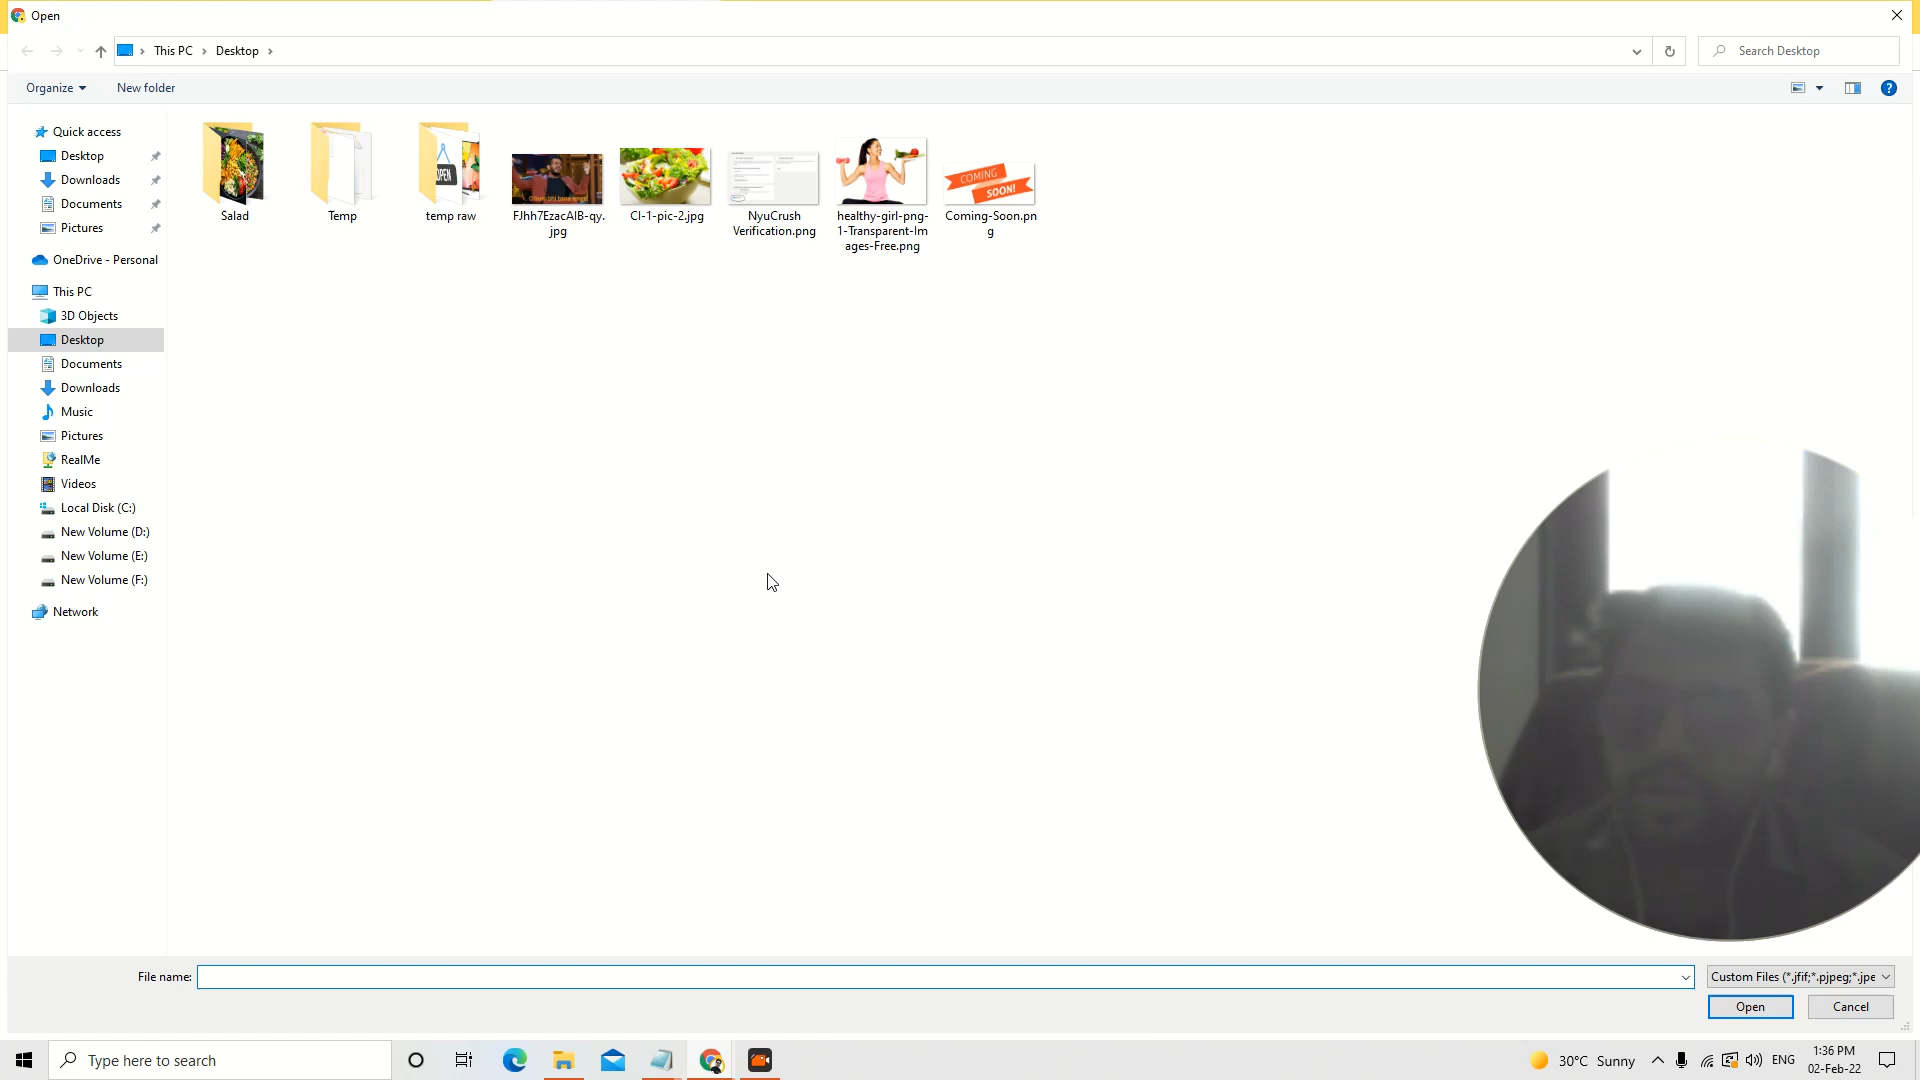 Open
This PC
Desktop
Search Desktop
Organize
New folder
Quick access
Desktop
Downloads
Documents
Pictures
OneDrive - Personal
This PC
3D Objects
Desktop
Documents
Downloads
Music
Pictures
RealMe
Videos
Local Disk (C:)
New Volume (D:)
New Volume (E:)
New Volume (F:)
Network
OPEN
COMING
SOON!
Salad
Temp
temp raw
FJhh7EzacAIB-qy.
jpg
Cl-1-pic-2.jpg
NyuCrush
Verification.png
healthy-girl-png-
1-Transparent-Im
ages-Free.png
Coming-Soon.pn
g
File name:
Custom Files (*.jfif;*.pjpeg;*.jpe
Open
Cancel
Type here to search
30°C Sunny
ENG
1:36 PM
02-Feb-22